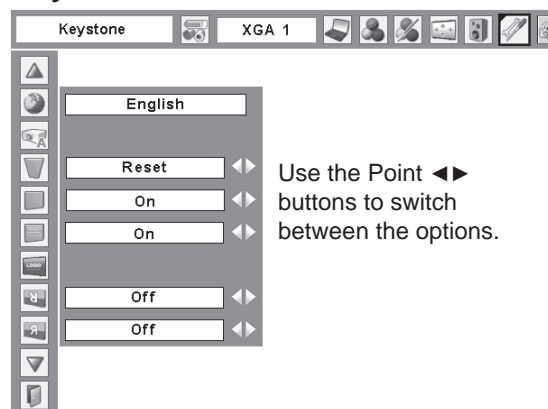 Keystone
XGA 1
English
Reset
On
On
Off
Off
Use the Point ◄►
buttons to switch
between the options.
LOGO
R
R
A